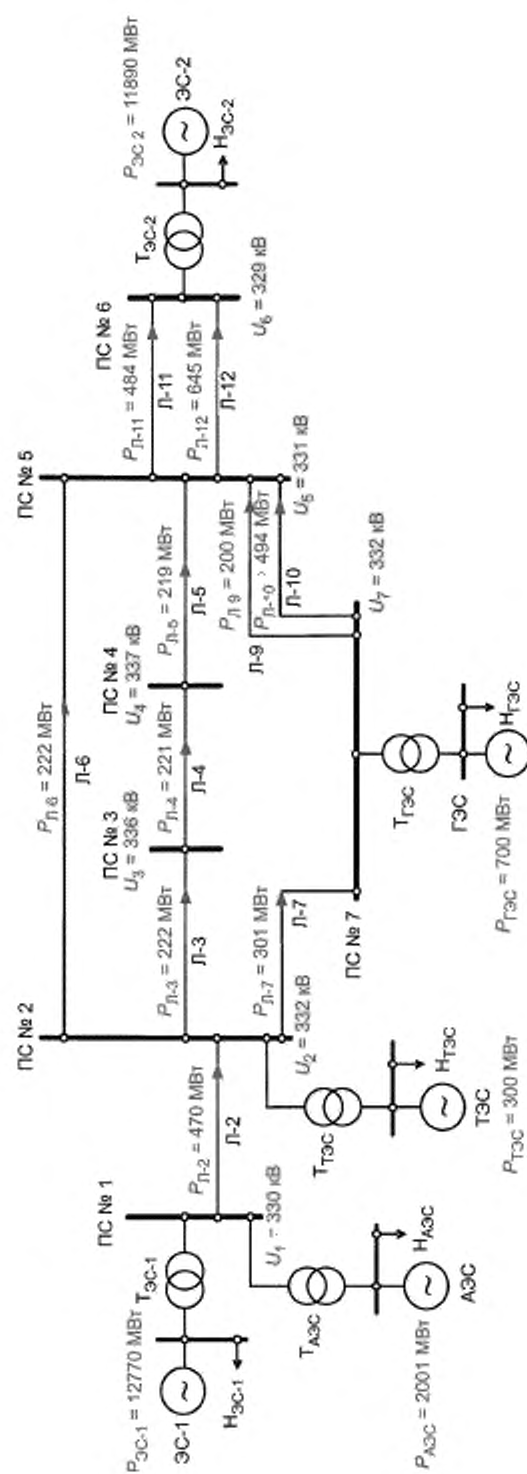 P_ЭС-1 = 12770 МВт
ЭС-1
Н_ЭС-1
Т_ЭС-1
ПС № 1
U_1 = 330 кВ
Т_АЭС
Н_АЭС
АЭС
P_АЭС = 2001 МВт
P_Л-2 = 470 МВт
Л-2
ПС № 2
U_2 = 332 кВ
Т_ТЭС
Н_ТЭС
ТЭС
P_ТЭС = 300 МВт
P_Л-6 = 222 МВт
Л-6
P_Л-3 = 222 МВт
Л-3
P_Л-7 = 301 МВт
Л-7
ПС № 3
U_3 = 336 кВ
P_Л-4 = 221 МВт
Л-4
ПС № 4
U_4 = 337 кВ
P_Л-5 = 219 МВт
Л-5
ПС № 7
U_7 = 332 кВ
Т_ГЭС
ГЭС
Н_ГЭС
P_ГЭС = 700 МВт
P_Л-9 = 200 МВт
Л-9
P_Л-10 > 494 МВт
Л-10
ПС № 5
U_5 = 331 кВ
P_Л-11 = 484 МВт
Л-11
P_Л-12 = 645 МВт
Л-12
ПС № 6
U_6 = 329 кВ
Т_ЭС-2
P_ЭС-2 = 11890 МВт
ЭС-2
Н_ЭС-2